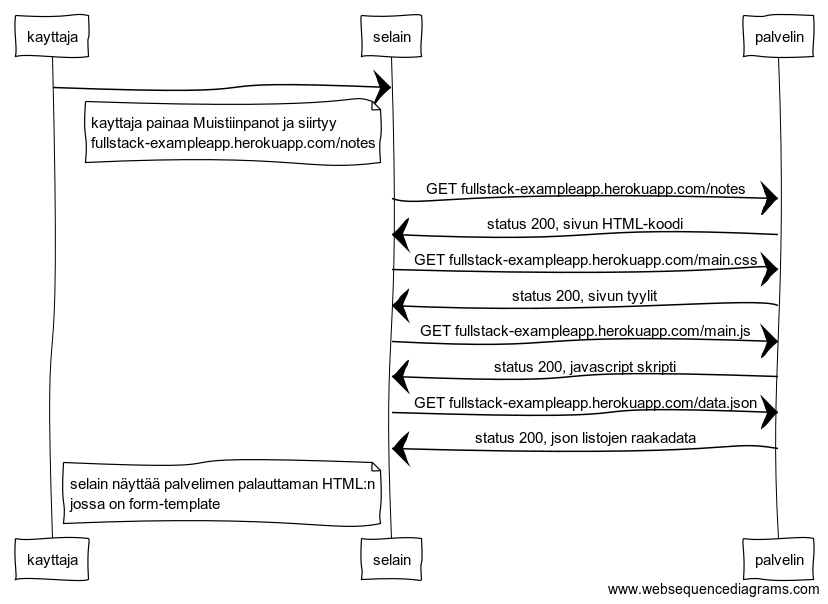 kayttaja
selain
palvelin
kayttaja painaa Muistiinpanot ja siirtyy
fullstack-exampleapp.herokuapp.com/notes
GET fullstack-exampleapp.herokuapp.com/notes
status 200, sivun HTML-koodi
GET fullstack-exampleapp.herokuapp.com/main.css
status 200, sivun tyylit
GET fullstack-exampleapp.herokuapp.com/main.js
status 200, javascript skripti
GET fullstack-exampleapp.herokuapp.com/data.json
status 200, json listojen raakadata
selain näyttää palvelimen palauttaman HTML:n
jossa on form-template
kayttaja
selain
palvelin
www.websequencediagrams.com